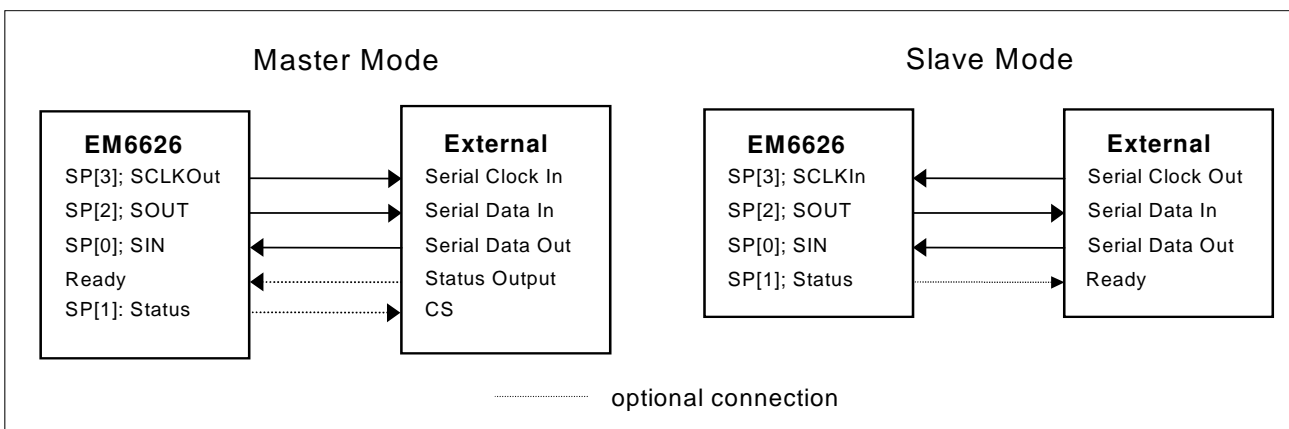 Master Mode
EM6626
SP[3]; SCLKOut
SP[2]; SOUT
SP[0]; SIN
Ready
SP[1]: Status
External
Serial Clock In
Serial Data In
Serial Data Out
Status Output
CS
Slave Mode
EM6626
SP[3]; SCLKIn
SP[2]; SOUT
SP[0]; SIN
SP[1]; Status
External
Serial Clock Out
Serial Data In
Serial Data Out
Ready
optional connection